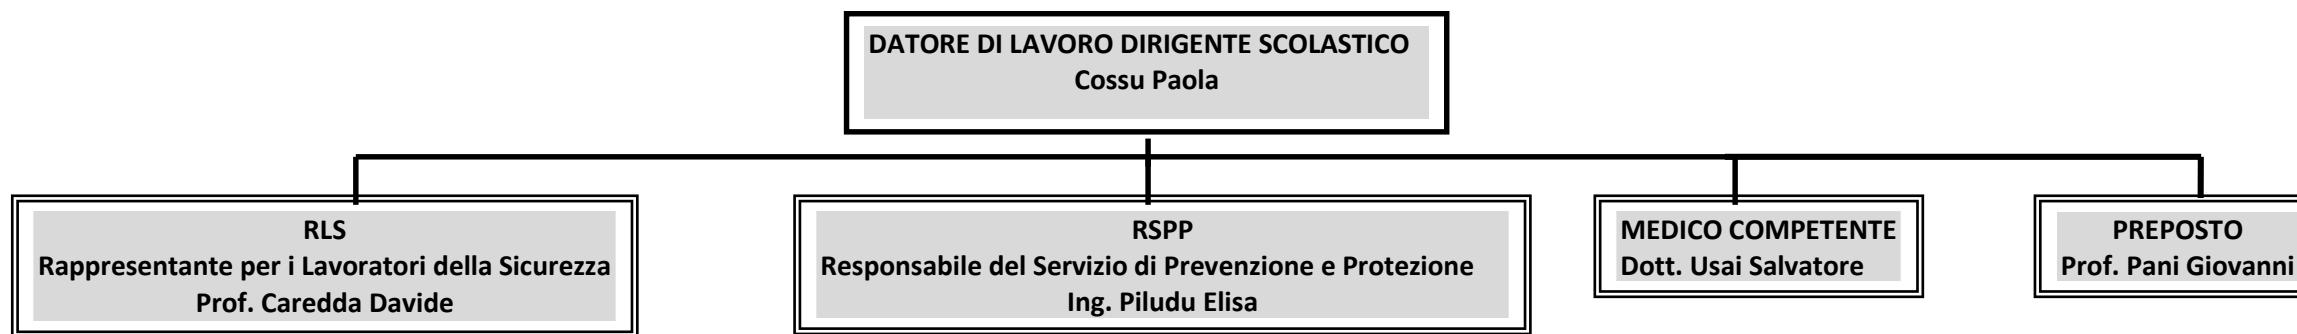 DATORE DI LAVORO DIRIGENTE SCOLASTICO
Cossu Paola
RLS
Rappresentante per i Lavoratori della Sicurezza
Prof. Caredda Davide
RSPP
Responsabile del Servizio di Prevenzione e Protezione
Ing. Piludu Elisa
MEDICO COMPETENTE
Dott. Usai Salvatore
PREPOSTO
Prof. Pani Giovanni